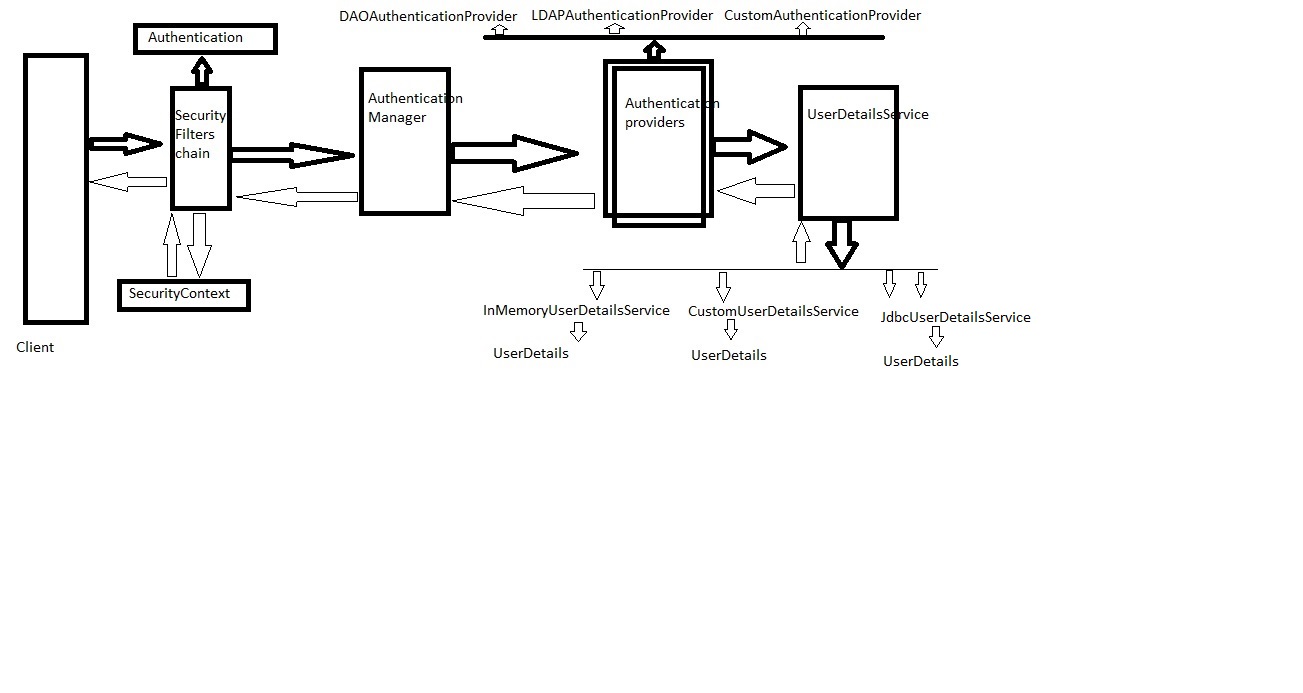 DAOAuthenticationProvider
LDAPAuthenticationProvider
CustomAuthenticationProvider
Authentication
Security
Filters
chain
Authentication
Manager
Authentication
providers
UserDetailsService
SecurityContext
Client
InMemoryUserDetailsService
CustomUserDetailsService
JdbcUserDetailsService
UserDetails
UserDetails
UserDetails